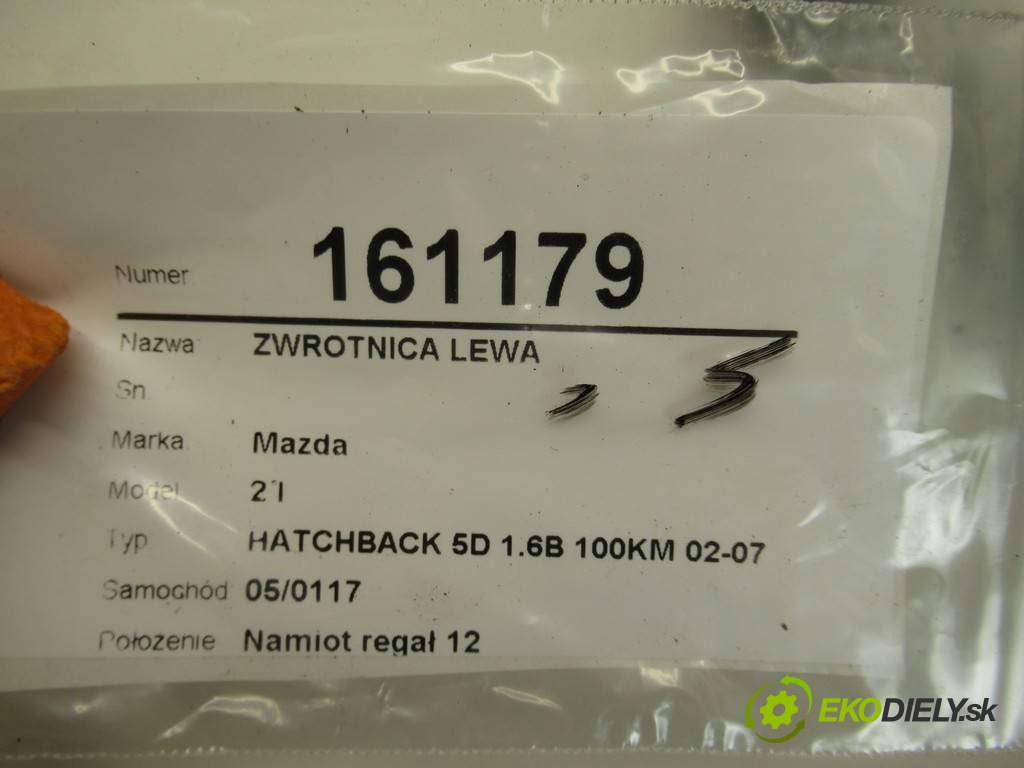 Numer 161179
Nazwa ZWROTNICA LEWA
Sn.
Marka Mazda
Model 2 I
Typ HATCHBACK 5D 1.6B 100KM 02-07
Samochód 05/0117
Położenie Namiot regał 12
EKODIELY.sk